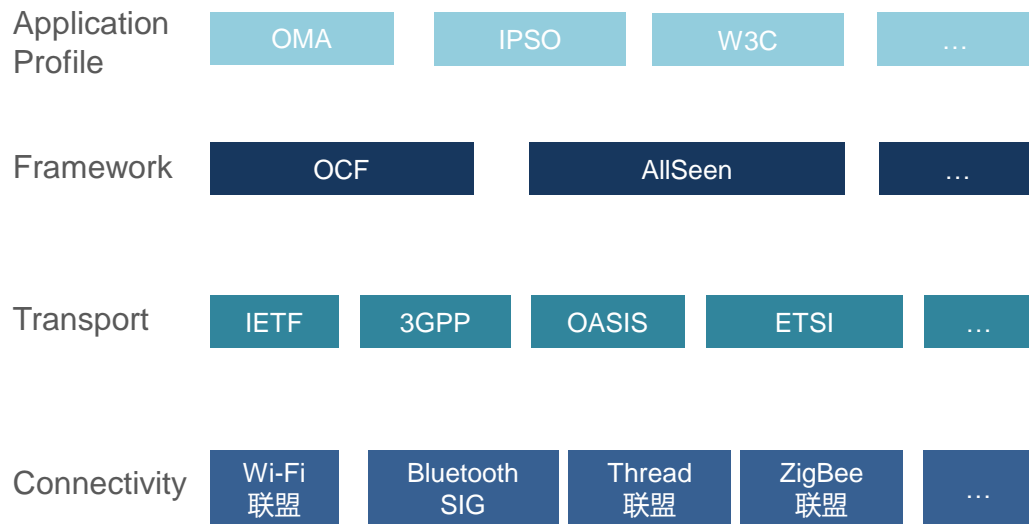 Application
Profile
OMA
IPSO
W3C
…
Framework
OCF
AllSeen
…
Transport
IETF
3GPP
OASIS
ETSI
…
Connectivity
Wi-Fi
联盟
Bluetooth
SIG
Thread
联盟
ZigBee
联盟
…